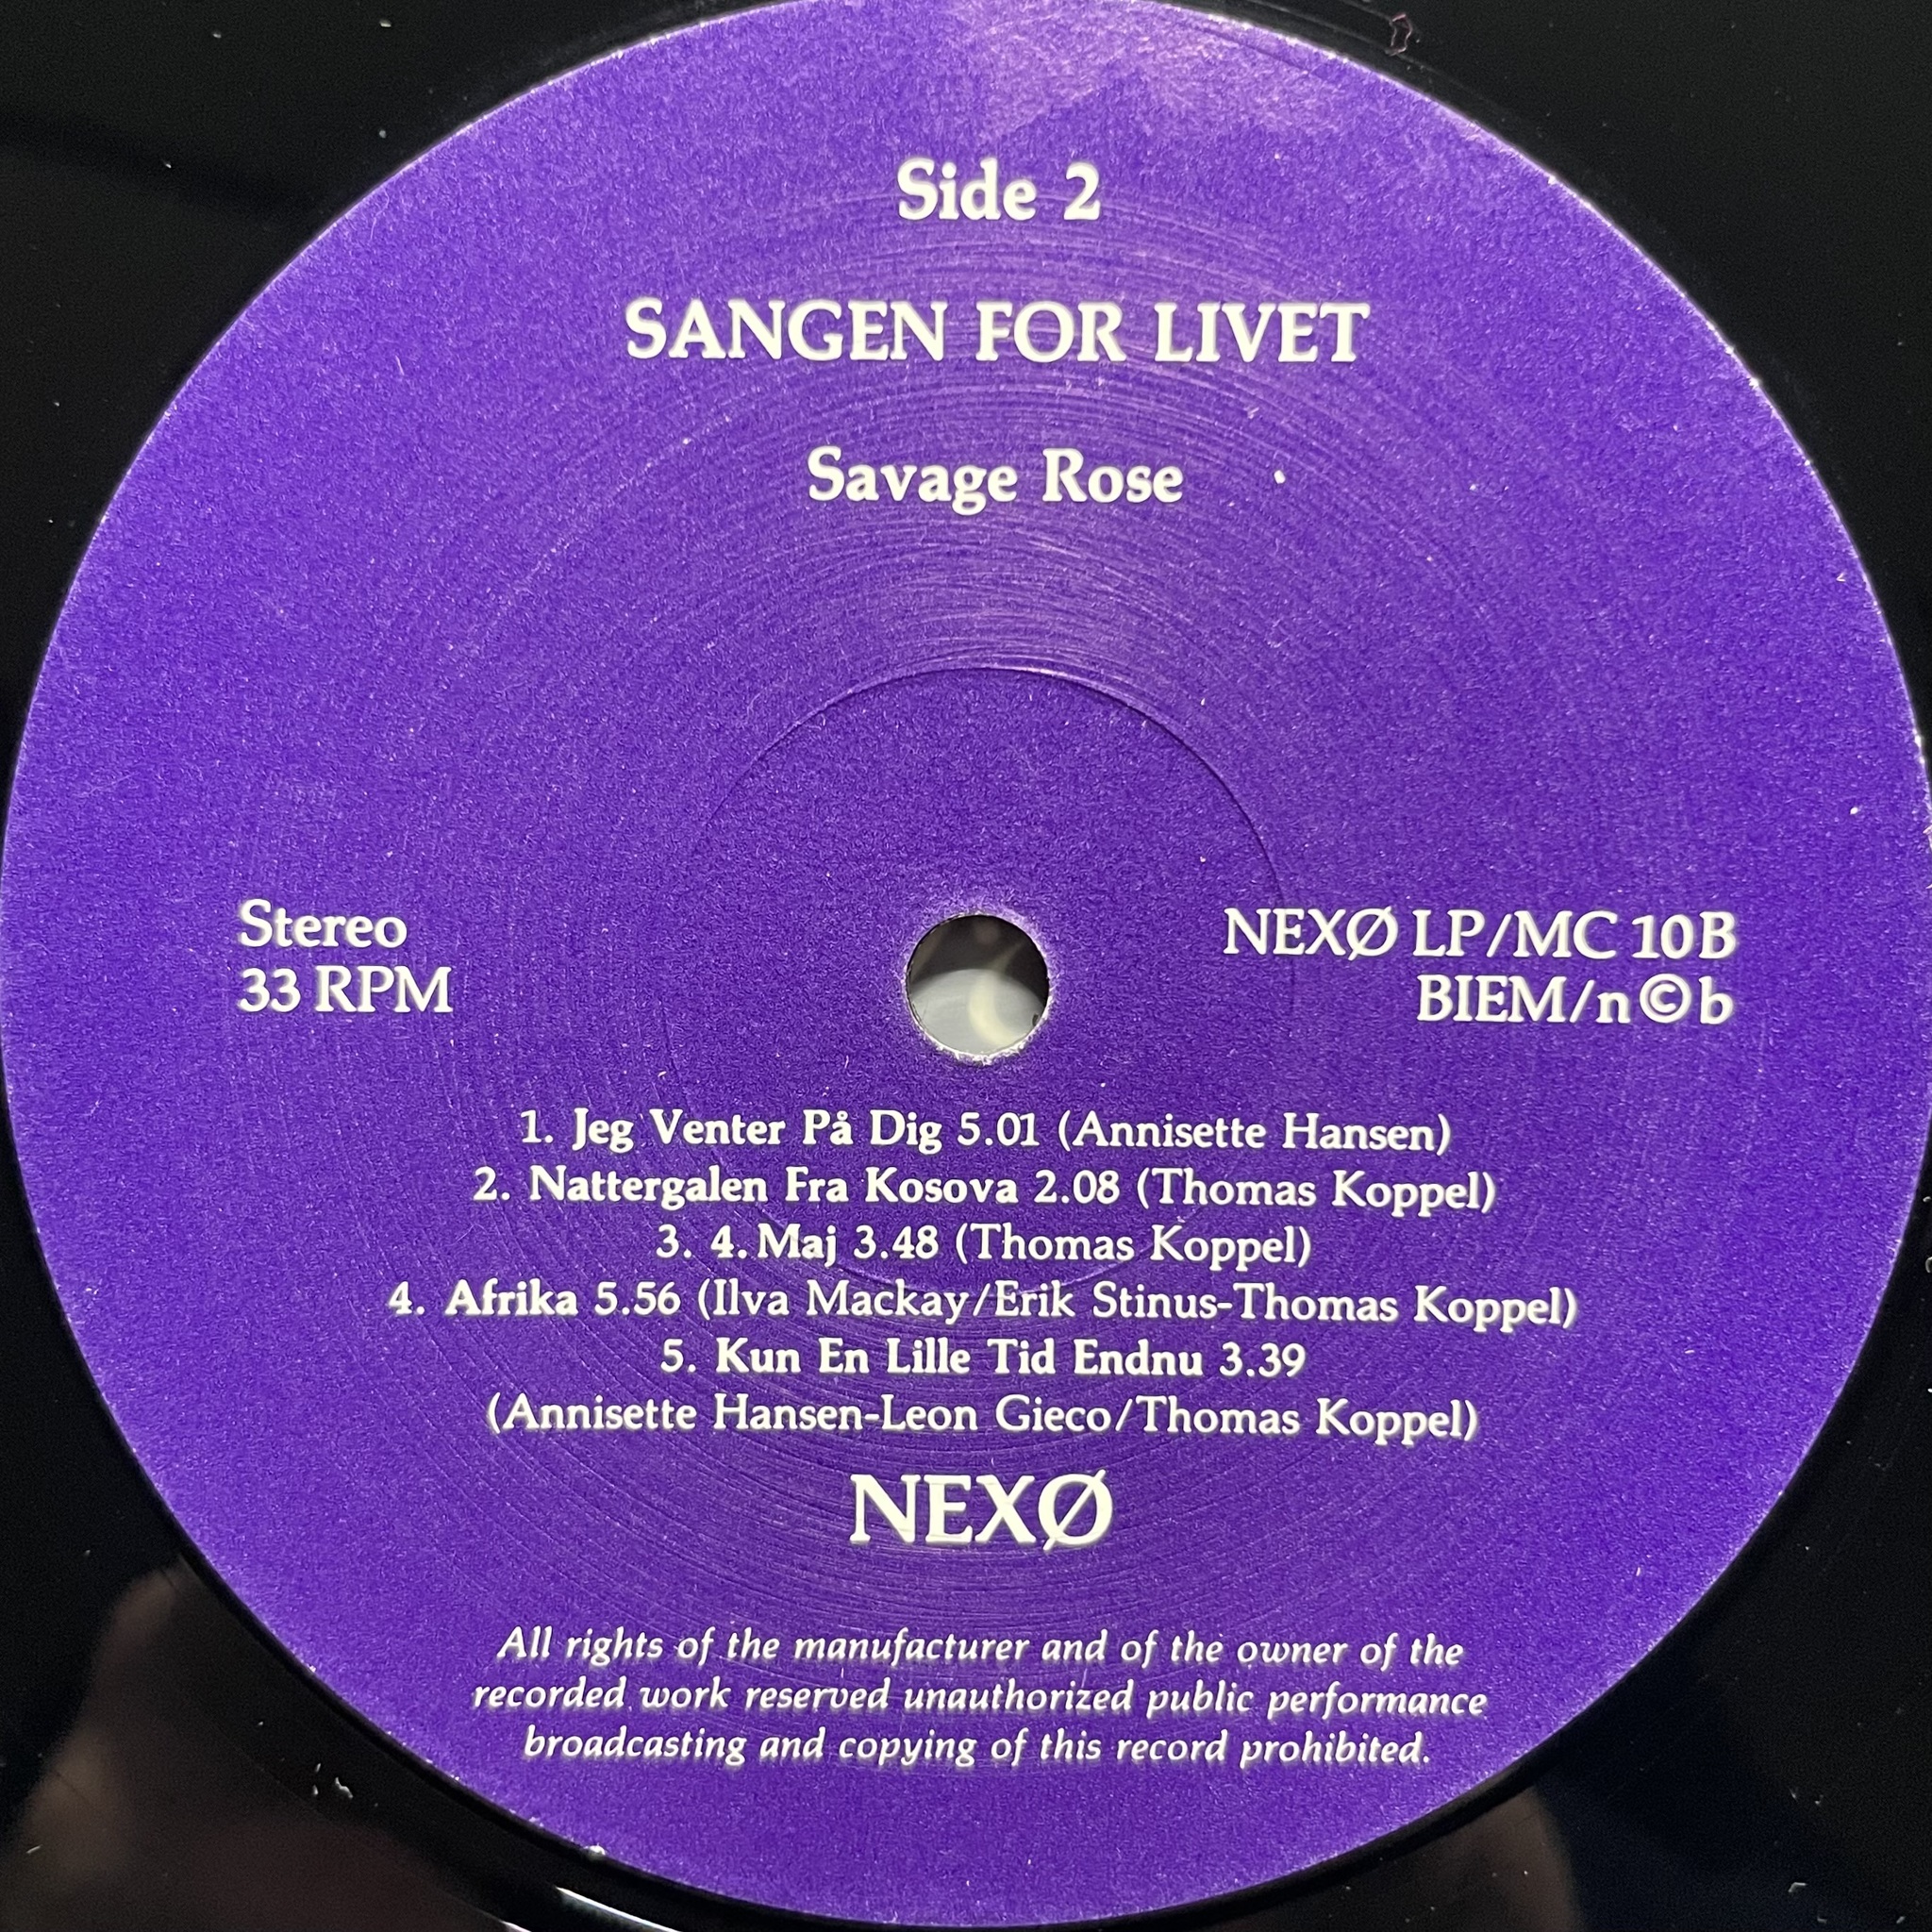 Side 2
SANGEN FOR LIVET
Savage Rose
Stereo
33 RPM
NEXØ LP/MC 10B
BIEM/n©b
1. Jeg Venter På Dig 5.01 (Annisette Hansen)
2. Nattergalen Fra Kosova 2.08 (Thomas Koppel)
3. 4. Maj 3.48 (Thomas Koppel)
4. Afrika 5.56 (Ilva Mackay/Erik Stinus-Thomas Koppel)
5. Kun En Lille Tid Endnu 3.39
(Annisette Hansen-Leon Gieco/Thomas Koppel)
NEXØ
All rights of the manufacturer and of the owner of the
recorded work reserved unauthorized public performance
broadcasting and copying of this record prohibited.